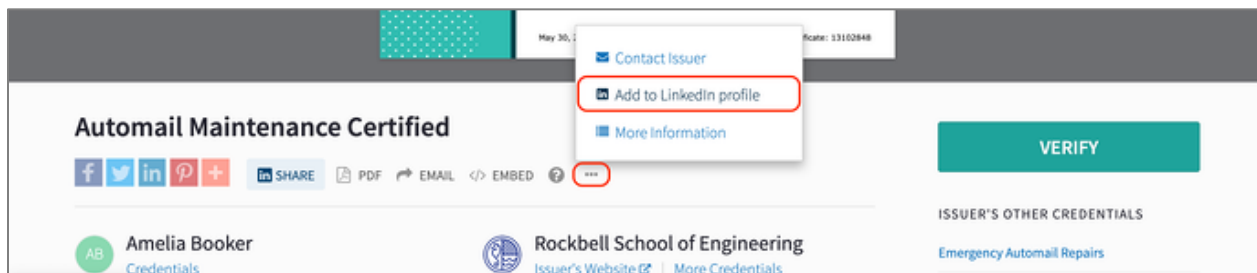 May 30, 2
ficate: 13102848
Contact Issuer
Add to LinkedIn profile
More Information
Automail Maintenance Certified
SHARE PDF EMAIL </> EMBED ? ...
VERIFY
ISSUER'S OTHER CREDENTIALS
AB Amelia Booker
Credentials
Rockbell School of Engineering
Issuer's Website | More Credentials
Emergency Automail Repairs